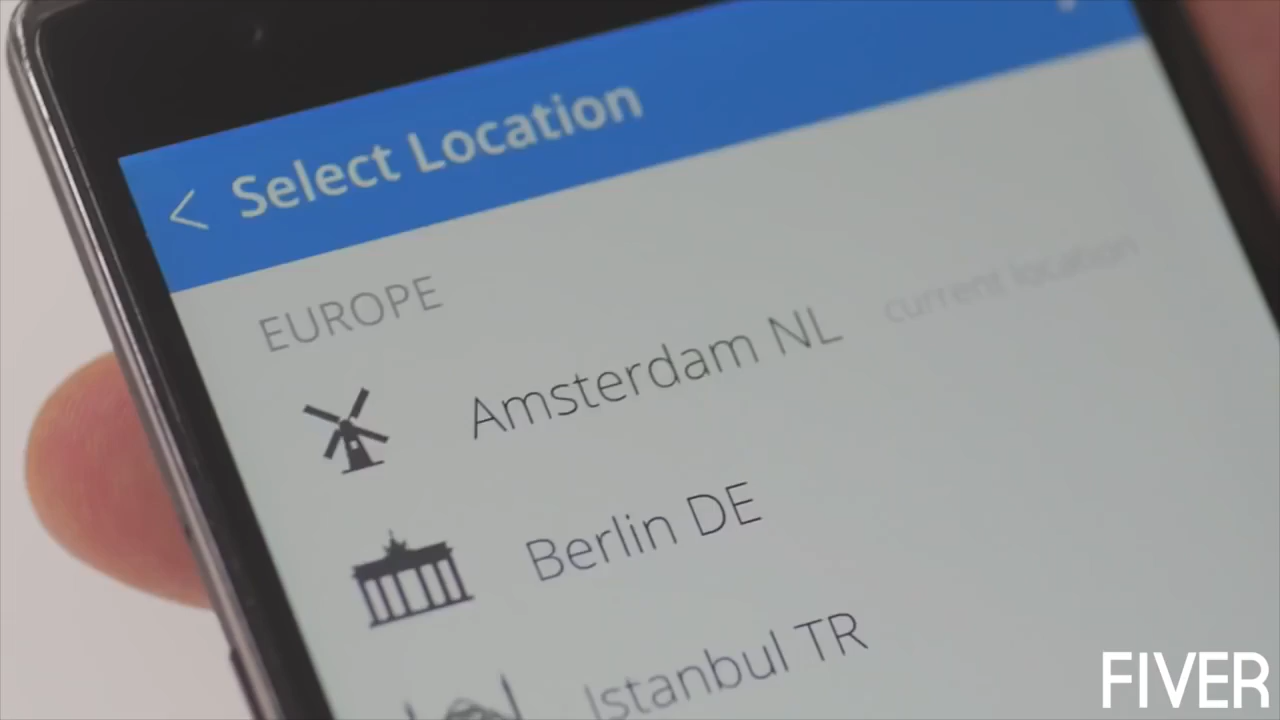 < Select Location
EUROPE
Amsterdam NL current location
Berlin DE
Istanbul TR
FIVER